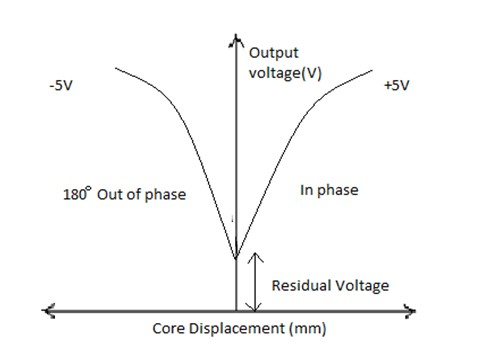 Output
voltage(V)
-5V
+5V
180° Out of phase
In phase
Residual Voltage
Core Displacement (mm)